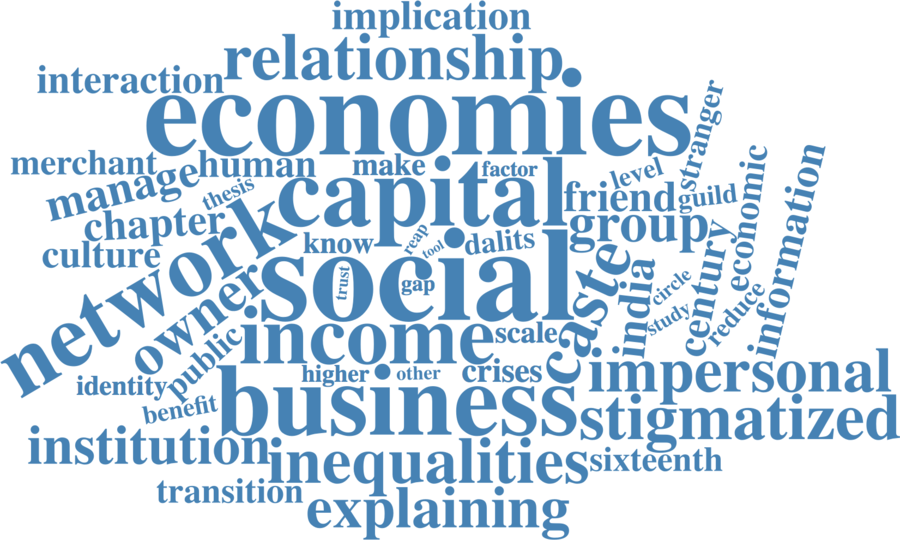 implication
relationship
interaction
economies
stranger
merchant
human
make
factor
level
manage
thesis
capital
friend
guild
economic
information
chapter
network
know
reap
tool
dalits
group
century
culture
social
trust
gap
caste
india
circle
study
reduce
owner
public
income
scale
identity
higher
other
crises
impersonal
benefit
business
stigmatized
institution
inequalities
sixteenth
transition
explaining